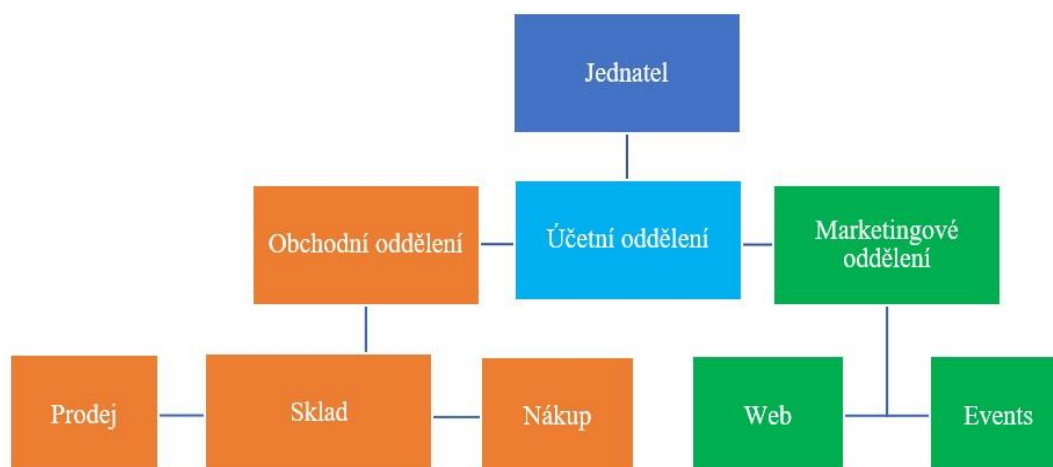 Jednatel
Obchodní oddělení
Účetní oddělení
Marketingové
oddělení
Prodej
Sklad
Nákup
Web
Events